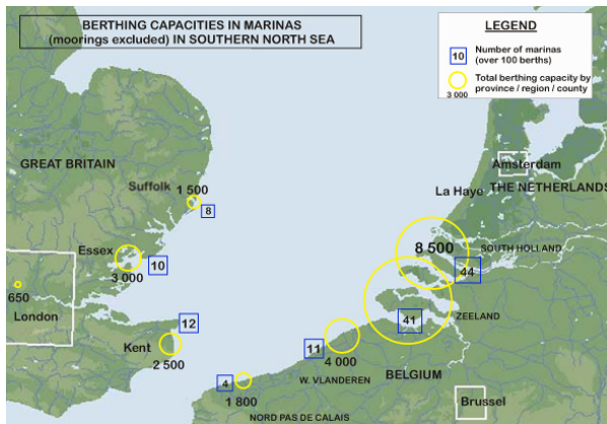 BERTHING CAPACITIES IN MARINAS
(moorings excluded) IN SOUTHERN NORTH SEA
LEGEND
10
Number of marinas
(over 100 berths)
3 000
Total berthing capacity by
province / region / county
GREAT BRITAIN
Suffolk
1 500
8
Amsterdam
THE NETHERLANDS
La Haye
Essex
3 000
10
8 500
SOUTH HOLLAND
44
650
London
12
Kent
2 500
41
ZEELAND
11
4 000
W. VLANDEREN
BELGIUM
4
1 800
NORD PAS DE CALAIS
Brussel